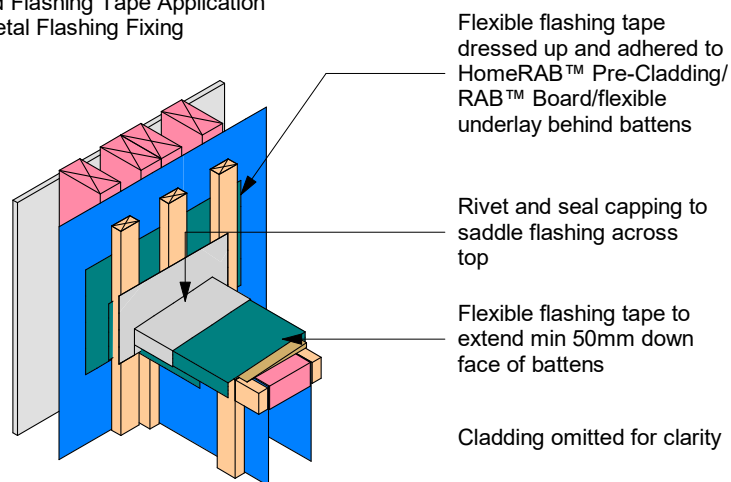 d Flashing Tape Application
etal Flashing Fixing
Flexible flashing tape
dressed up and adhered to
HomeRAB™ Pre-Cladding/
RAB™ Board/flexible
underlay behind battens
Rivet and seal capping to
saddle flashing across
top
Flexible flashing tape to
extend min 50mm down
face of battens
Cladding omitted for clarity